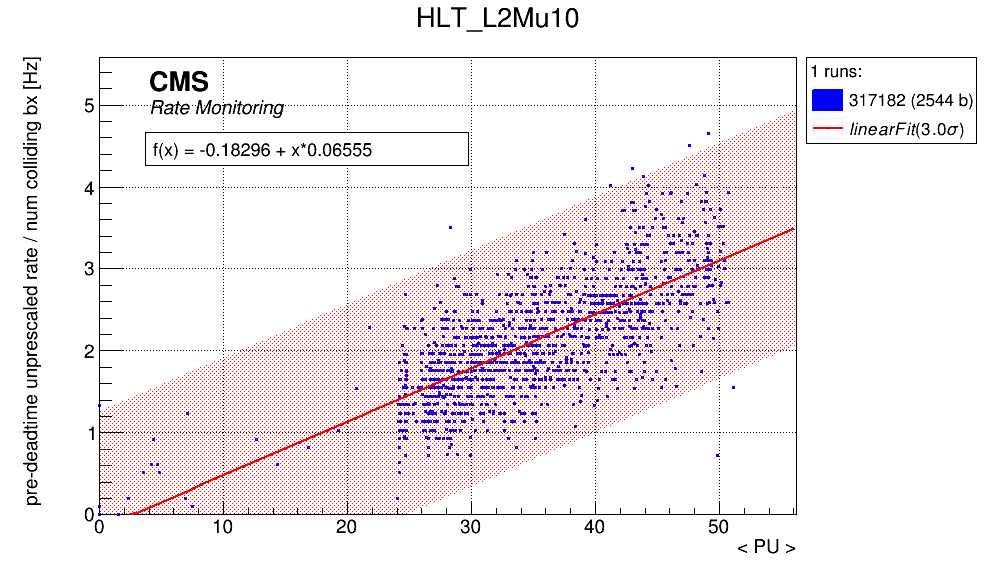 HLT_L2Mu10
pre-deadtime unprescaled rate / num colliding bx [Hz]
CMS
Rate Monitoring
f(x) = -0.18296 + x*0.06555
1 runs:
317182 (2544 b)
linearFit(3.0σ)
5
4
3
2
1
0
0 10 20 30 40 50
< PU >